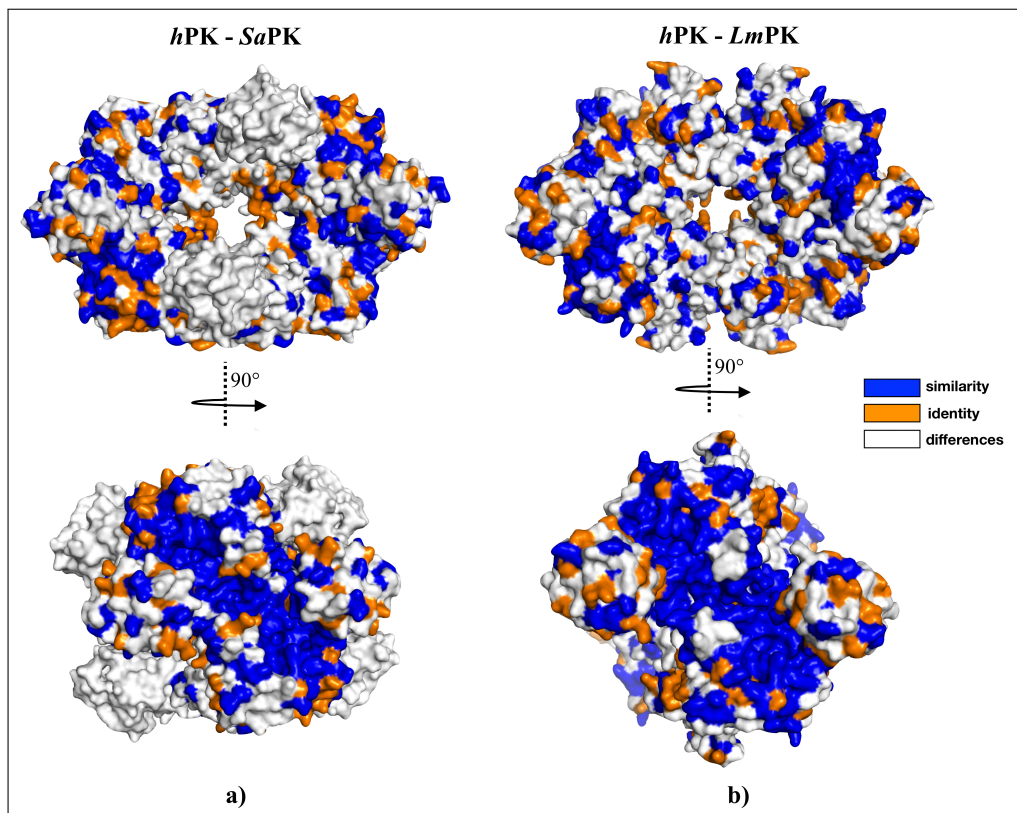 hPK - SaPK
hPK - LmPK
90°
90°
similarity
identity
differences
a)
b)